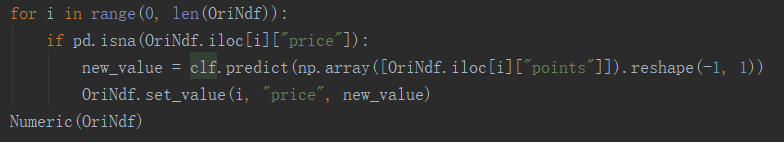 for i in range(0, len(OriNdf)):
if pd.isna(OriNdf.iloc[i]["price"]):
new_value = clf.predict(np.array([OriNdf.iloc[i]["points"]]).reshape(-1, 1))
OriNdf.set_value(i, "price", new_value)
Numeric(OriNdf)